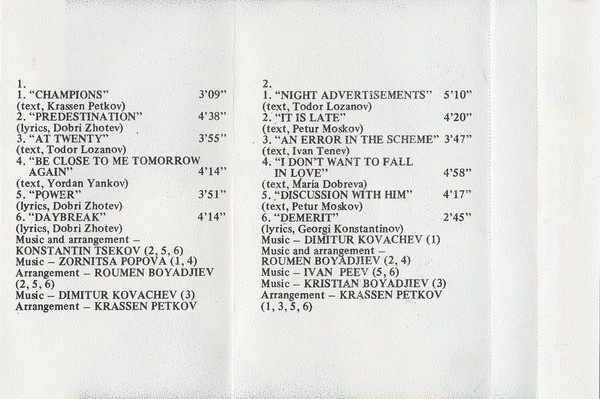 1.
1. “CHAMPIONS” 3’09”
(text, Krassen Petkov)
2. “PREDESTINATION” 4’38”
(lyrics, Dobri Zhotev)
3. “AT TWENTY” 3’55”
(text, Todor Lozanov)
4. “BE CLOSE TO ME TOMORROW
AGAIN” 4’14”
(text, Yordan Yankov)
5. “POWER” 3’51”
(lyrics, Dobri Zhotev)
6. “DAYBREAK” 4’14”
(lyrics, Dobri Zhotev)
Music and arrangement –
KONSTANTIN TSEKOV (2, 5, 6)
Music – ZORNITSA POPOVA (1, 4)
Arrangement – ROUMEN BOYADJIEV
(2, 5, 6)
Music – DIMITUR KOVACHEV (3)
Arrangement – KRASSEN PETKOV
2.
1. “NIGHT ADVERTISEMENTS” 5’10”
(text, Todor Lozanov)
2. “IT IS LATE” 4’20”
(text, Petur Moskov)
3. “AN ERROR IN THE SCHEME” 3’47”
(text, Ivan Tenev)
4. “I DON’T WANT TO FALL
IN LOVE” 4’58”
(text, Maria Dobreva)
5. “DISCUSSION WITH HIM” 4’17”
(text, Petur Moskov)
6. “DEMERIT” 2’45”
(lyrics, Georgi Konstantinov)
Music – DIMITUR KOVACHEV (1)
Music and arrangement –
ROUMEN BOYADJIEV (2, 4)
Music – IVAN PEEV (5, 6)
Music – KRISTIAN BOYADJIEV (3)
Arrangement – KRASSEN PETKOV
(1, 3, 5, 6)